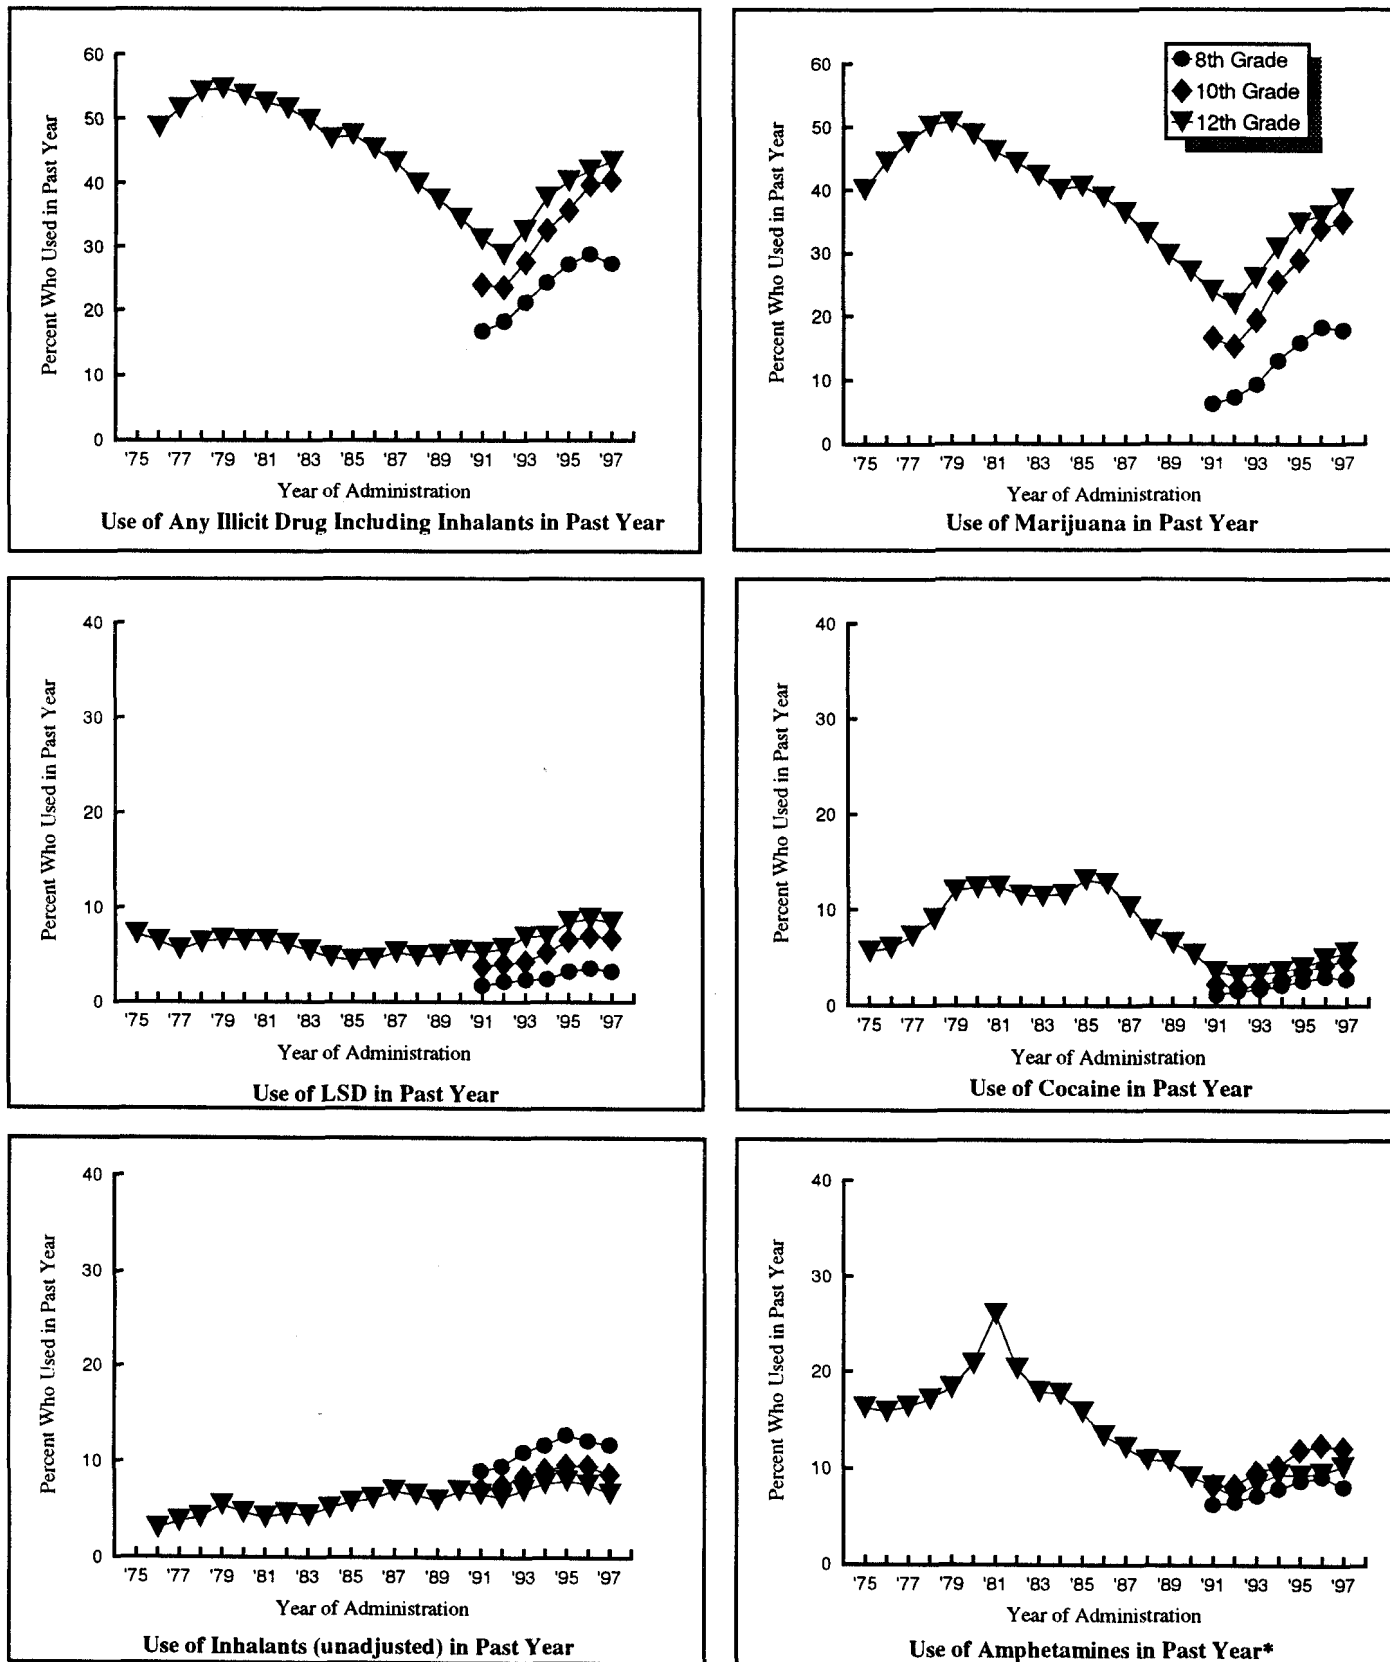 60
50
40
30
20
10
0
Percent Who Used in Past Year
'75 '77 '79 '81 '83 '85 '87 '89 '91 '93 '95 '97
Year of Administration
Use of Any Illicit Drug Including Inhalants in Past Year
8th Grade
10th Grade
12th Grade
60
50
40
30
20
10
0
Percent Who Used in Past Year
'75 '77 '79 '81 '83 '85 '87 '89 '91 '93 '95 '97
Year of Administration
Use of Marijuana in Past Year
40
30
20
10
0
Percent Who Used in Past Year
'75 '77 '79 '81 '83 '85 '87 '89 '91 '93 '95 '97
Year of Administration
Use of LSD in Past Year
40
30
20
10
0
Percent Who Used in Past Year
'75 '77 '79 '81 '83 '85 '87 '89 '91 '93 '95 '97
Year of Administration
Use of Cocaine in Past Year
40
30
20
10
0
Percent Who Used in Past Year
'75 '77 '79 '81 '83 '85 '87 '89 '91 '93 '95 '97
Year of Administration
Use of Inhalants (unadjusted) in Past Year
40
30
20
10
0
Percent Who Used in Past Year
'75 '77 '79 '81 '83 '85 '87 '89 '91 '93 '95 '97
Year of Administration
Use of Amphetamines in Past Year*